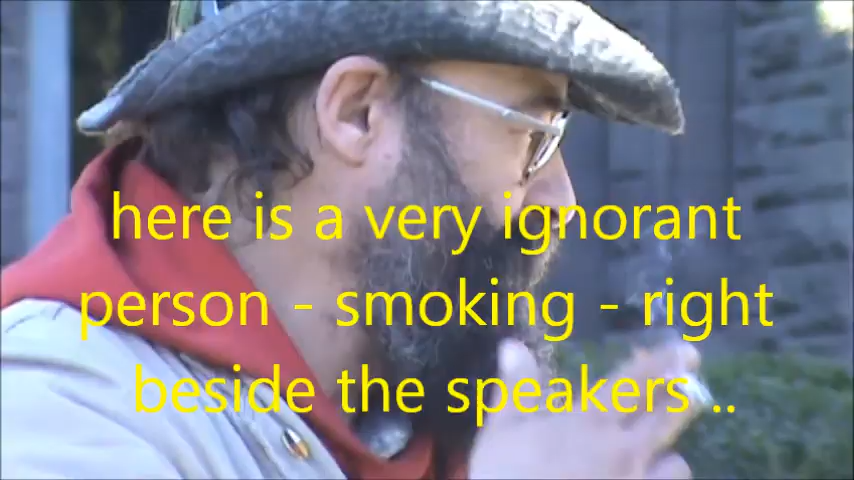 here is a very ignorant
person - smoking - right
beside the speakers ..